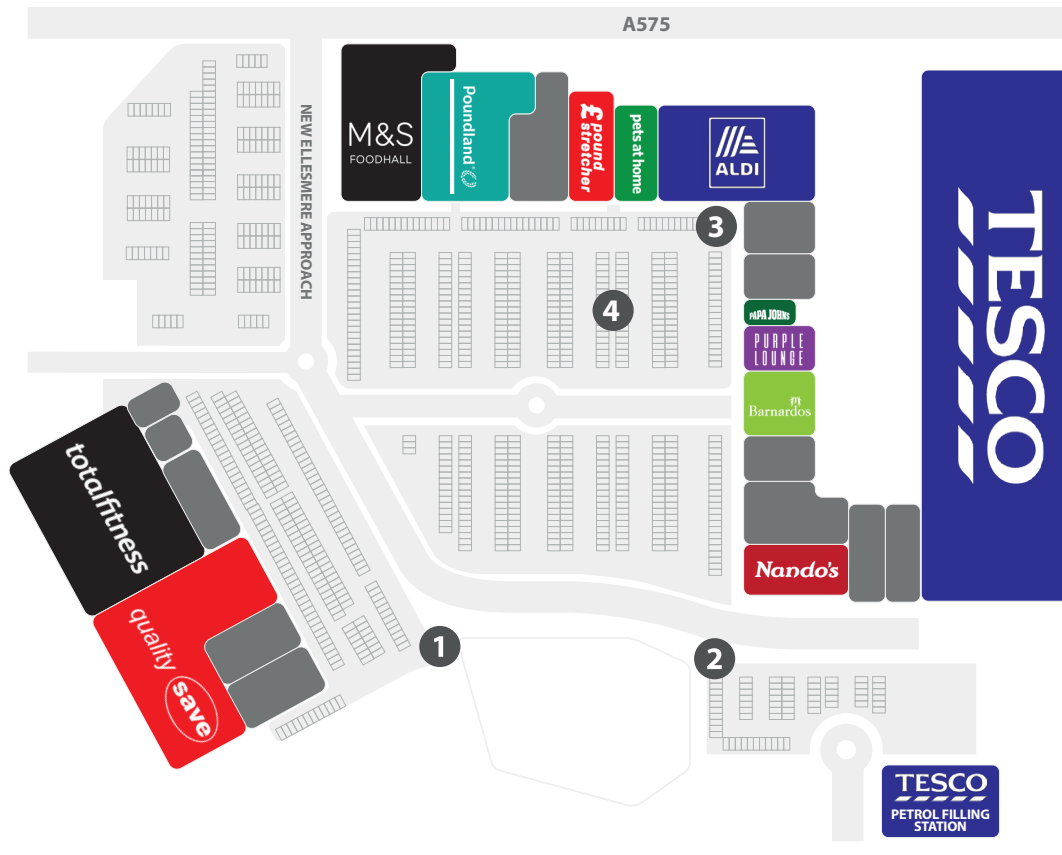 A575
NEW ELLESMERE APPROACH
M&S
FOODHALL
Poundland
£ pound
stretcher
pets at home
ALDI
TESCO
3
4
PAPA JOHNS
PURPLE
LOUNGE
Barnardos
totalfitness
quality
save
Nando's
1
2
TESCO
PETROL FILLING
STATION